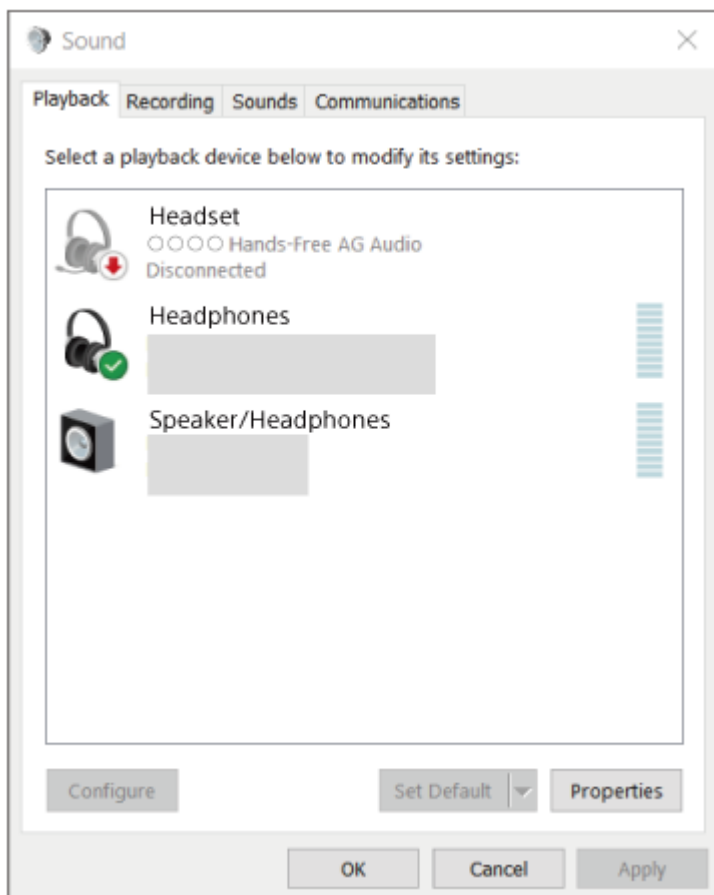 Sound
Playback Recording Sounds Communications
Select a playback device below to modify its settings:
Headset
○○○○ Hands-Free AG Audio
Disconnected
Headphones
Speaker/Headphones
Configure Set Default Properties
OK Cancel Apply